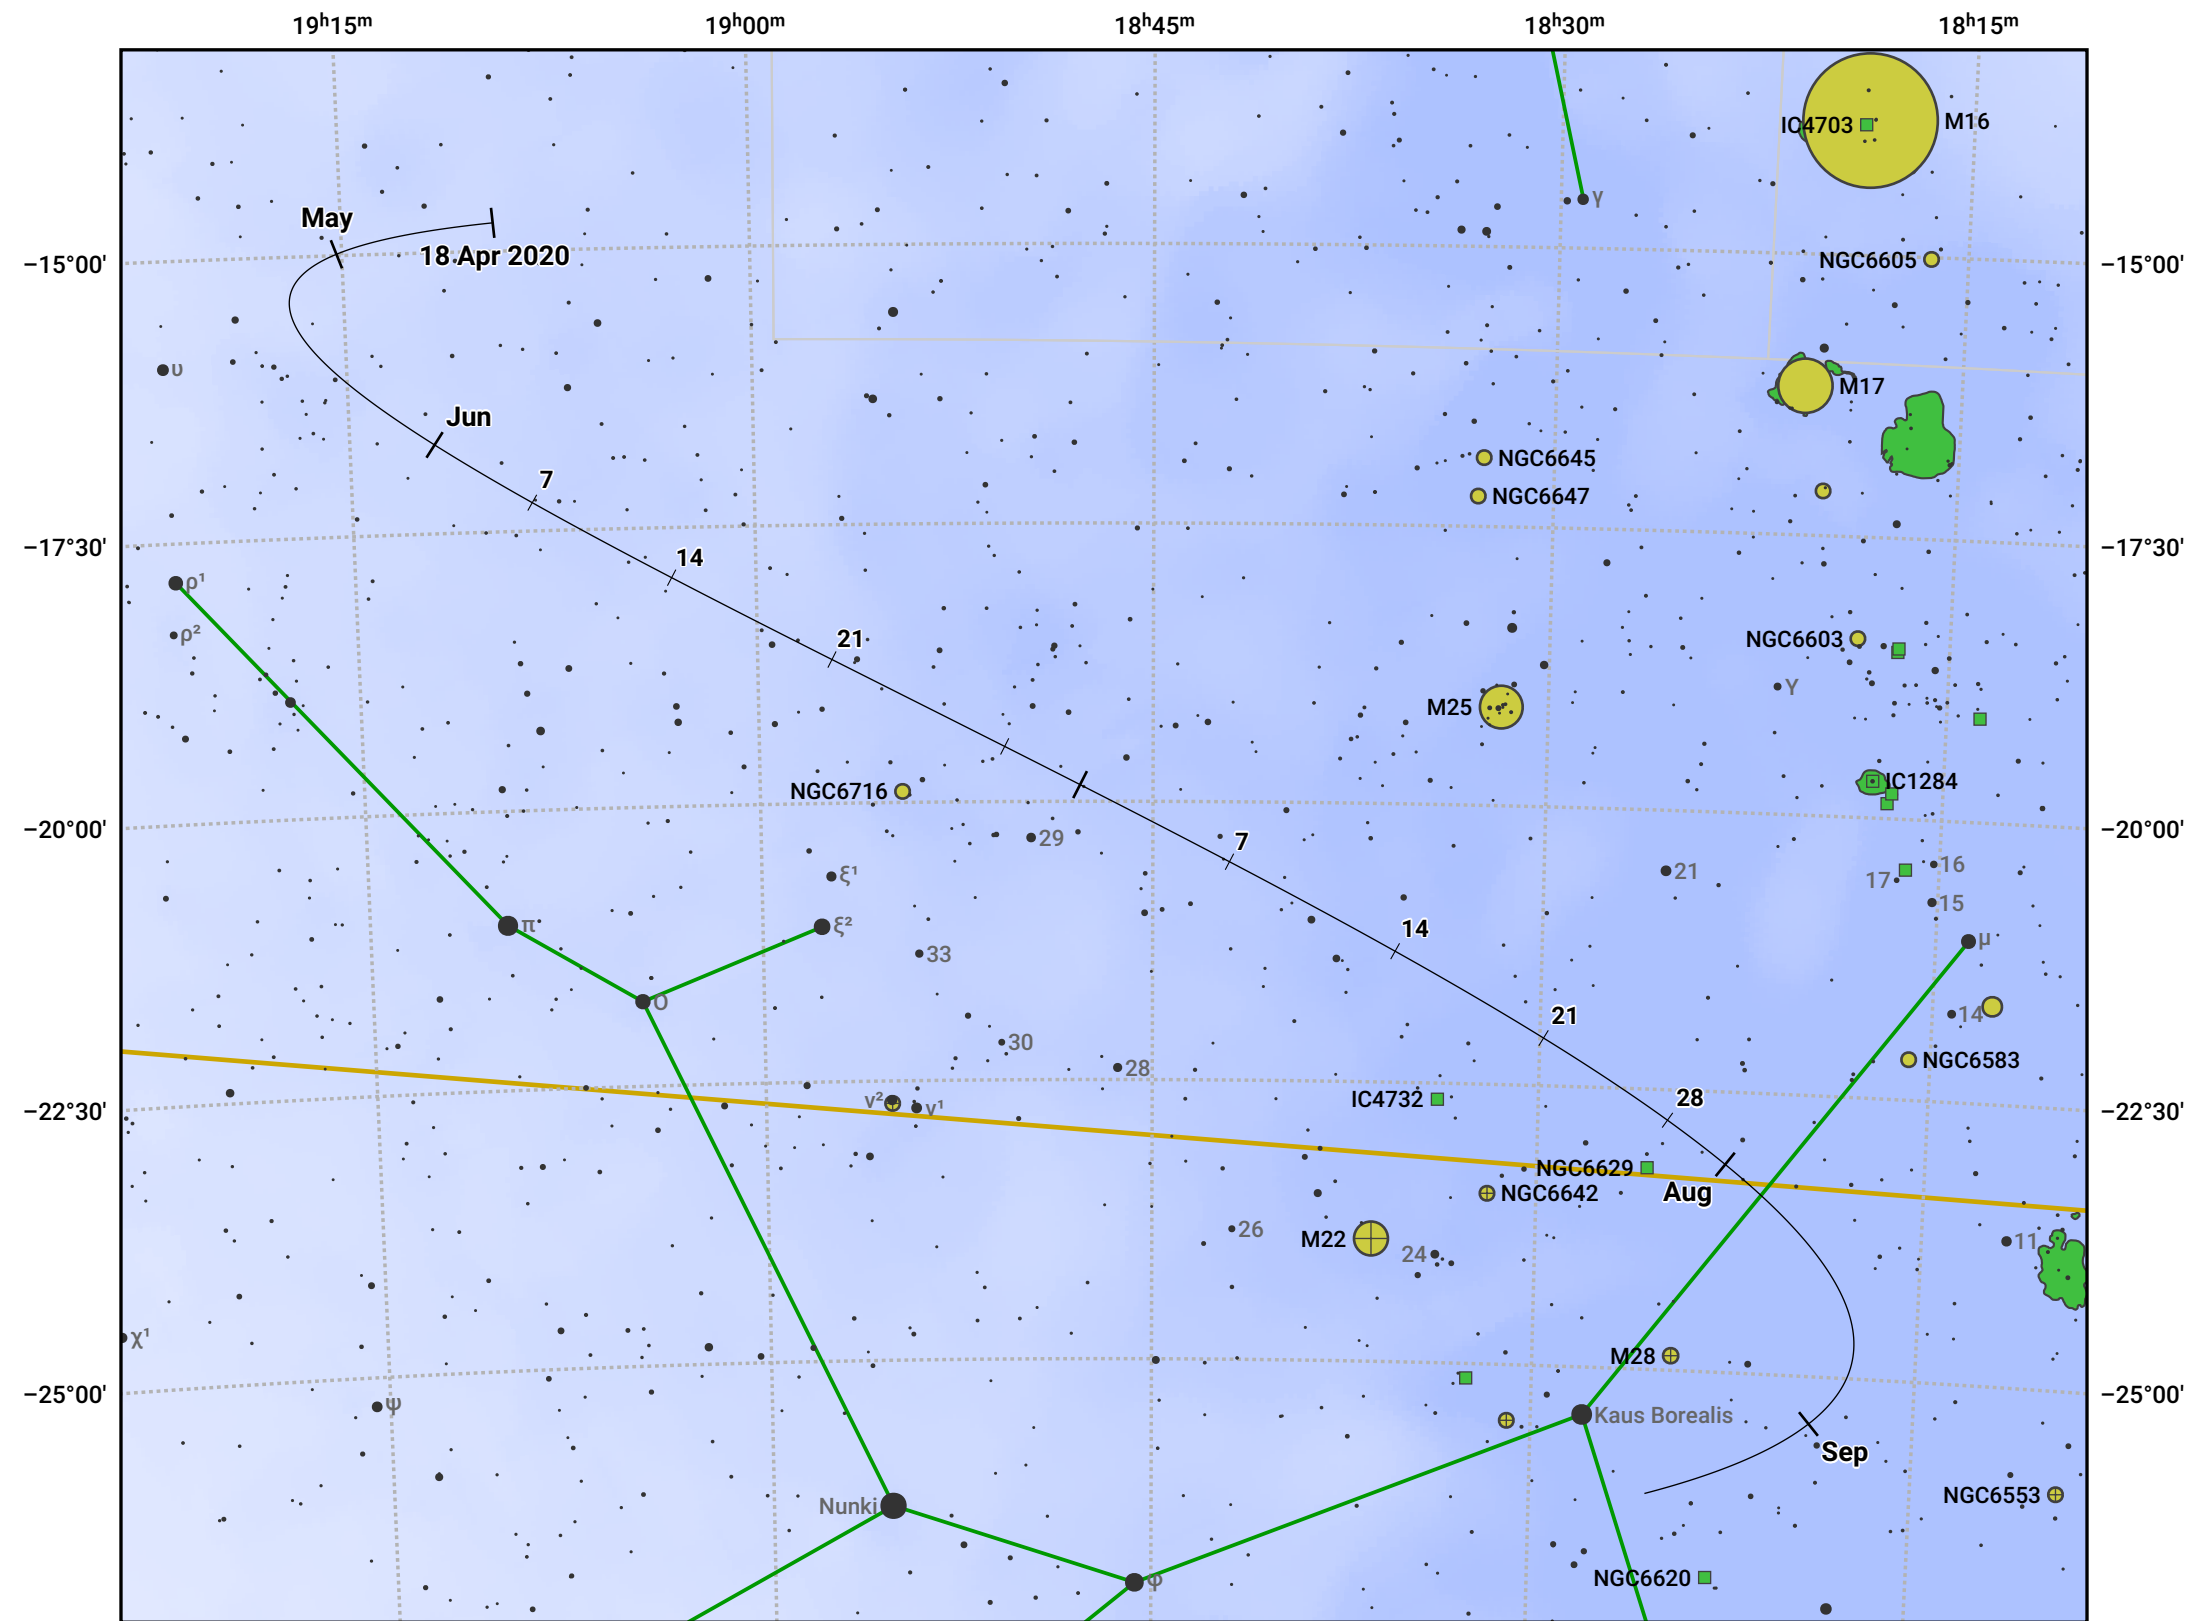 19ʰ15ᵐ 19ʰ00ᵐ 18ʰ45ᵐ 18ʰ30ᵐ 18ʰ15ᵐ
IC4703 M16
γ
May
18 Apr 2020
−15°00' NGC6605 −15°00'
υ M17
Jun
NGC6645
7 NGC6647
−17°30' 14 −17°30'
ρ¹
ρ² 21 NGC6603
Y
M25
NGC6716 IC1284
−20°00' 29 7 −20°00'
ξ¹ 21 17 16
15
π ξ² 14 μ
33
ο 21 14
30 NGC6583
28
ν² ν¹ IC4732 28
−22°30' −22°30'
NGC6629
NGC6642 Aug
26 M22 24 11
χ¹
M28
−25°00' ψ −25°00'
Kaus Borealis
Sep
Nunki NGC6553
φ NGC6620